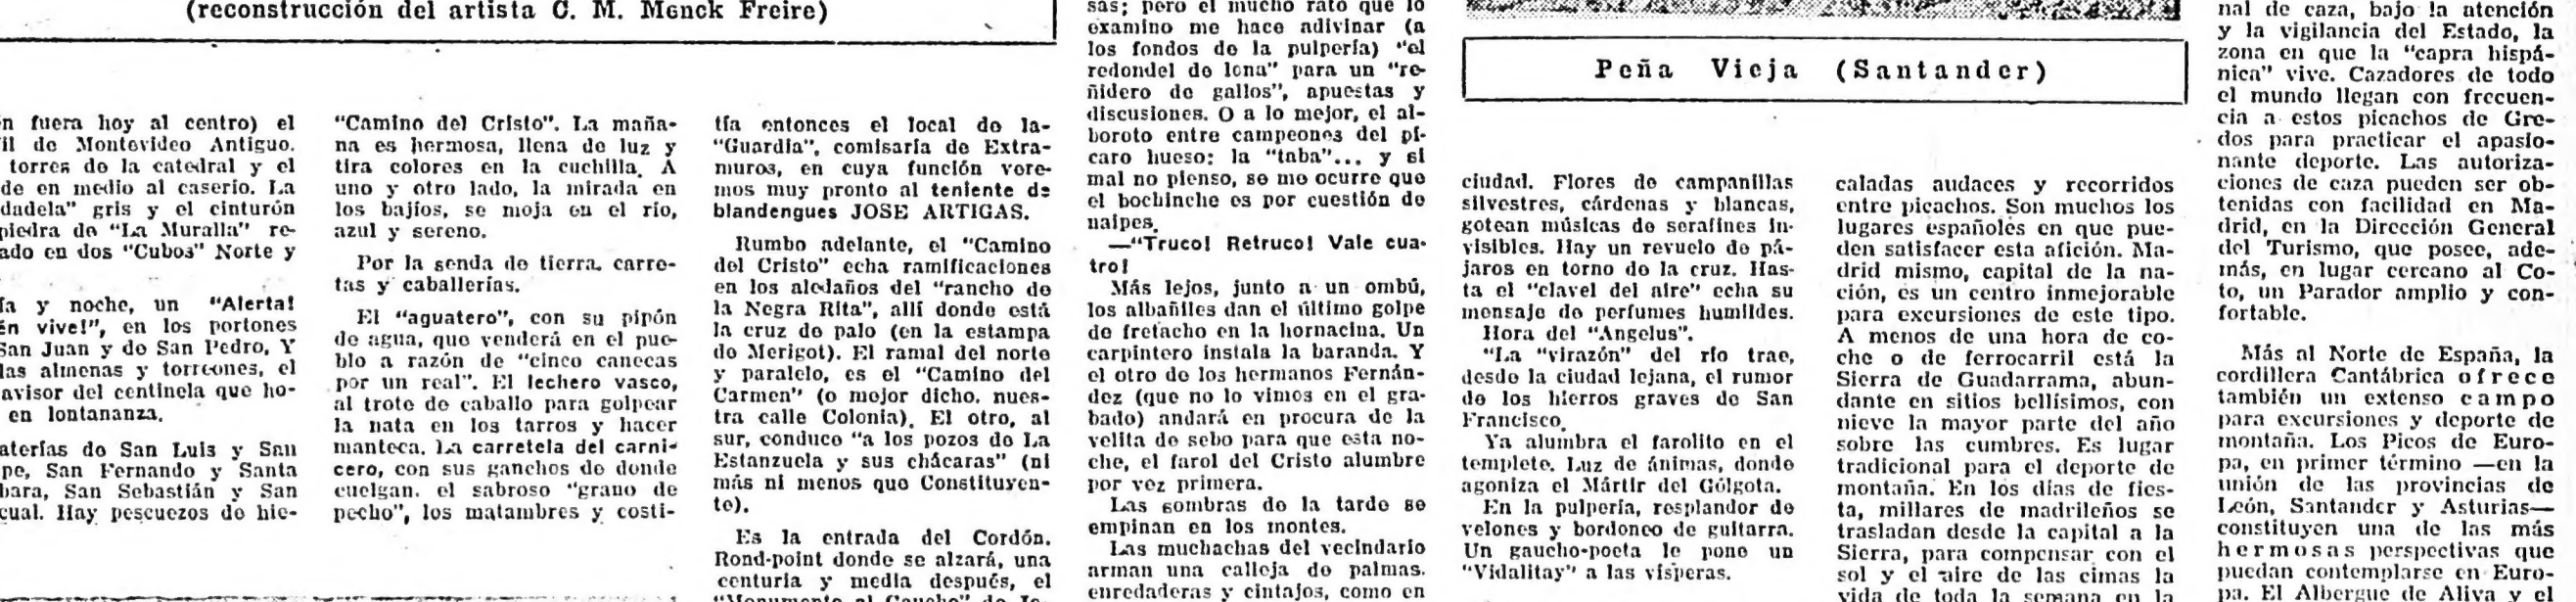 (reconstrucción del artista C. M. Menck Freire)
fuera hoy al centro) el
de Montevideo Antiguo.
torres de la catedral y el
de en medio al caserío. La
dadela" gris y el cinturón
piedra de "La Muralla" re-
ado en dos "Cubos" Norte y
ía y noche, un "Alerta!
én vive!", en los portones
San Juan y de San Pedro, Y
las almenas y torreones, el
avisor del centinela que ho-
en lontananza.
aterías de San Luis y San
pe, San Fernando y Santa
bara, San Sebastián y San
cual. Hay pescuezos de hie-
"Camino del Cristo". La maña-
na es hermosa, llena de luz y
tira colores en la cuchilla. A
uno y otro lado, la mirada en
los bajíos, se moja en el río,
azul y sereno.
Por la senda de tierra. carre-
tas y caballerías.
El "aguatero", con su pipón
de agua, que venderá en el pue-
blo a razón de "cinco canecas
por un real". El lechero vasco,
al trote de caballo para golpear
la nata en los tarros y hacer
manteca. La carretela del carni-
cero, con sus ganchos de donde
cuelgan. el sabroso "grano de
pecho", los matambres y costi-
tía entonces el local de la-
"Guardia", comisaría de Extra-
muros, en cuya función vere-
mos muy pronto al teniente de
blandengues JOSE ARTIGAS.
Rumbo adelante, el "Camino
del Cristo" echa ramificaciones
en los aledaños del "rancho de
la Negra Rita", allí donde está
la cruz de palo (en la estampa
de Merigot). El ramal del norte
y paralelo, es el "Camino del
Carmen" (o mejor dicho. nues-
tra calle Colonia). El otro, al
sur, conduce "a los pozos de La
Estanzuela y sus chácaras" (ni
más ni menos que Constituyen-
te).
Es la entrada del Cordón.
Rond-point donde se alzará, una
centuria y media después, el
"Monumento al Gaucho" de
sas; pero el mucho rato que lo
examino me hace adivinar (a
los fondos de la pulpería) "el
redondel de lona" para un "re-
ñidero de gallos", apuestas y
discusiones. O a lo mejor, el al-
boroto entre campeones del pí-
caro hueso: la "taba"... y si
mal no pienso, se me ocurre que
el bochinche es por cuestión de
naipes.
—"Truco! Retruco! Vale cua-
tro!
Más lejos, junto a un ombú,
los albañiles dan el último golpe
de fretacho en la hornacina. Un
carpintero instala la baranda. Y
el otro de los hermanos Fernán-
dez (que no lo vimos en el gra-
bado) andará en procura de la
velita de sebo para que esta no-
che, el farol del Cristo alumbre
por vez primera.
Las sombras de la tarde se
empinan en los montes.
Las muchachas del vecindario
arman una calleja de palmas.
enredaderas y cintajos, como en
Peña Vieja (Santander)
ciudad. Flores de campanillas
silvestres, cárdenas y blancas,
gotean músicas de serafines in-
visibles. Hay un revuelo de pá-
jaros en torno de la cruz. Has-
ta el "clavel del aire" echa su
mensaje de perfumes humildes.
Hora del "Angelus".
"La "virazón" del río trae,
desde la ciudad lejana, el rumor
de los hierros graves de San
Francisco.
Ya alumbra el farolito en el
templete. Luz de ánimas, donde
agoniza el Mártir del Gólgota.
En la pulpería, resplandor de
velones y bordoneo de guitarra.
Un gaucho-poeta le pone un
"Vidalitay" a las vísperas.
caladas audaces y recorridos
entre picachos. Son muchos los
lugares españoles en que pue-
den satisfacer esta afición. Ma-
drid mismo, capital de la na-
ción, es un centro inmejorable
para excursiones de este tipo.
A menos de una hora de co-
che o de ferrocarril está la
Sierra de Guadarrama, abun-
dante en sitios bellísimos, con
nieve la mayor parte del año
sobre las cumbres. Es lugar
tradicional para el deporte de
montaña. En los días de fies-
ta, millares de madrileños se
trasladan desde la capital a la
Sierra, para compensar con el
sol y el aire de las cimas la
vida de toda la semana en la
nal de caza, bajo la atención
y la vigilancia del Estado, la
zona en que la "capra hispá-
nica" vive. Cazadores de todo
el mundo llegan con frecuen-
cia a estos picachos de Gre-
dos para practicar el apasio-
nante deporte. Las autoriza-
ciones de caza pueden ser ob-
tenidas con facilidad en Ma-
drid, en la Dirección General
del Turismo, que posee, ade-
más, en lugar cercano al Co-
to, un Parador amplio y con-
fortable.
Más al Norte de España, la
cordillera Cantábrica ofrece
también un extenso campo
para excursiones y deporte de
montaña. Los Picos de Euro-
pa, en primer término —en la
unión de las provincias de
León, Santander y Asturias—
constituyen una de las más
hermosas perspectivas que
puedan contemplarse en Euro-
pa. El Albergue de Aliva y el